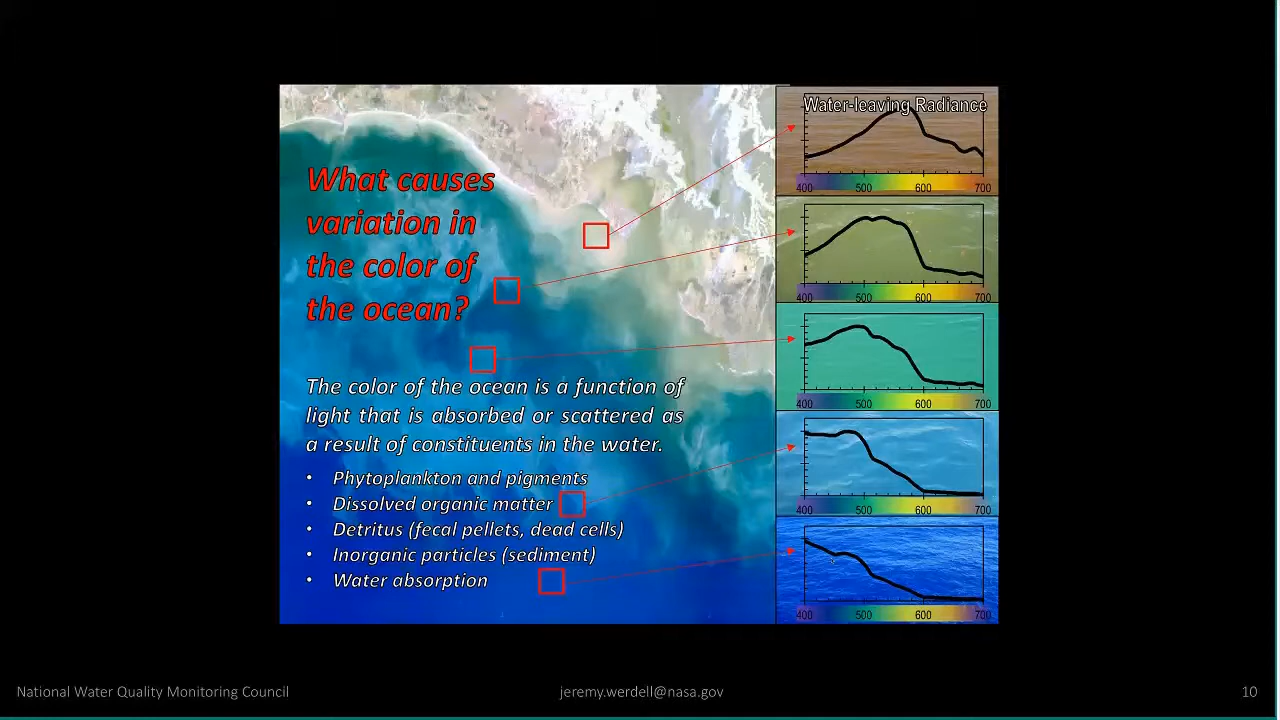 Water-leaving Radiance
What causes
variation in
the color of
the ocean?
The color of the ocean is a function of
light that is absorbed or scattered as
a result of constituents in the water.
• Phytoplankton and pigments
• Dissolved organic matter
• Detritus (fecal pellets, dead cells)
• Inorganic particles (sediment)
• Water absorption
400 500 600 700
400 500 600 700
400 500 600 700
400 500 600 700
400 500 600 700
National Water Quality Monitoring Council
jeremy.werdell@nasa.gov
10